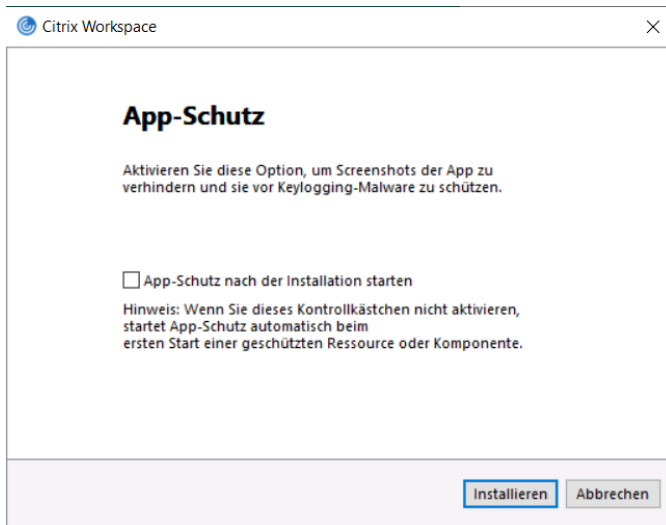 Citrix Workspace
App-Schutz
Aktivieren Sie diese Option, um Screenshots der App zu
verhindern und sie vor Keylogging-Malware zu schützen.
App-Schutz nach der Installation starten
Hinweis: Wenn Sie dieses Kontrollkästchen nicht aktivieren,
startet App-Schutz automatisch beim
ersten Start einer geschützten Ressource oder Komponente.
Installieren Abbrechen